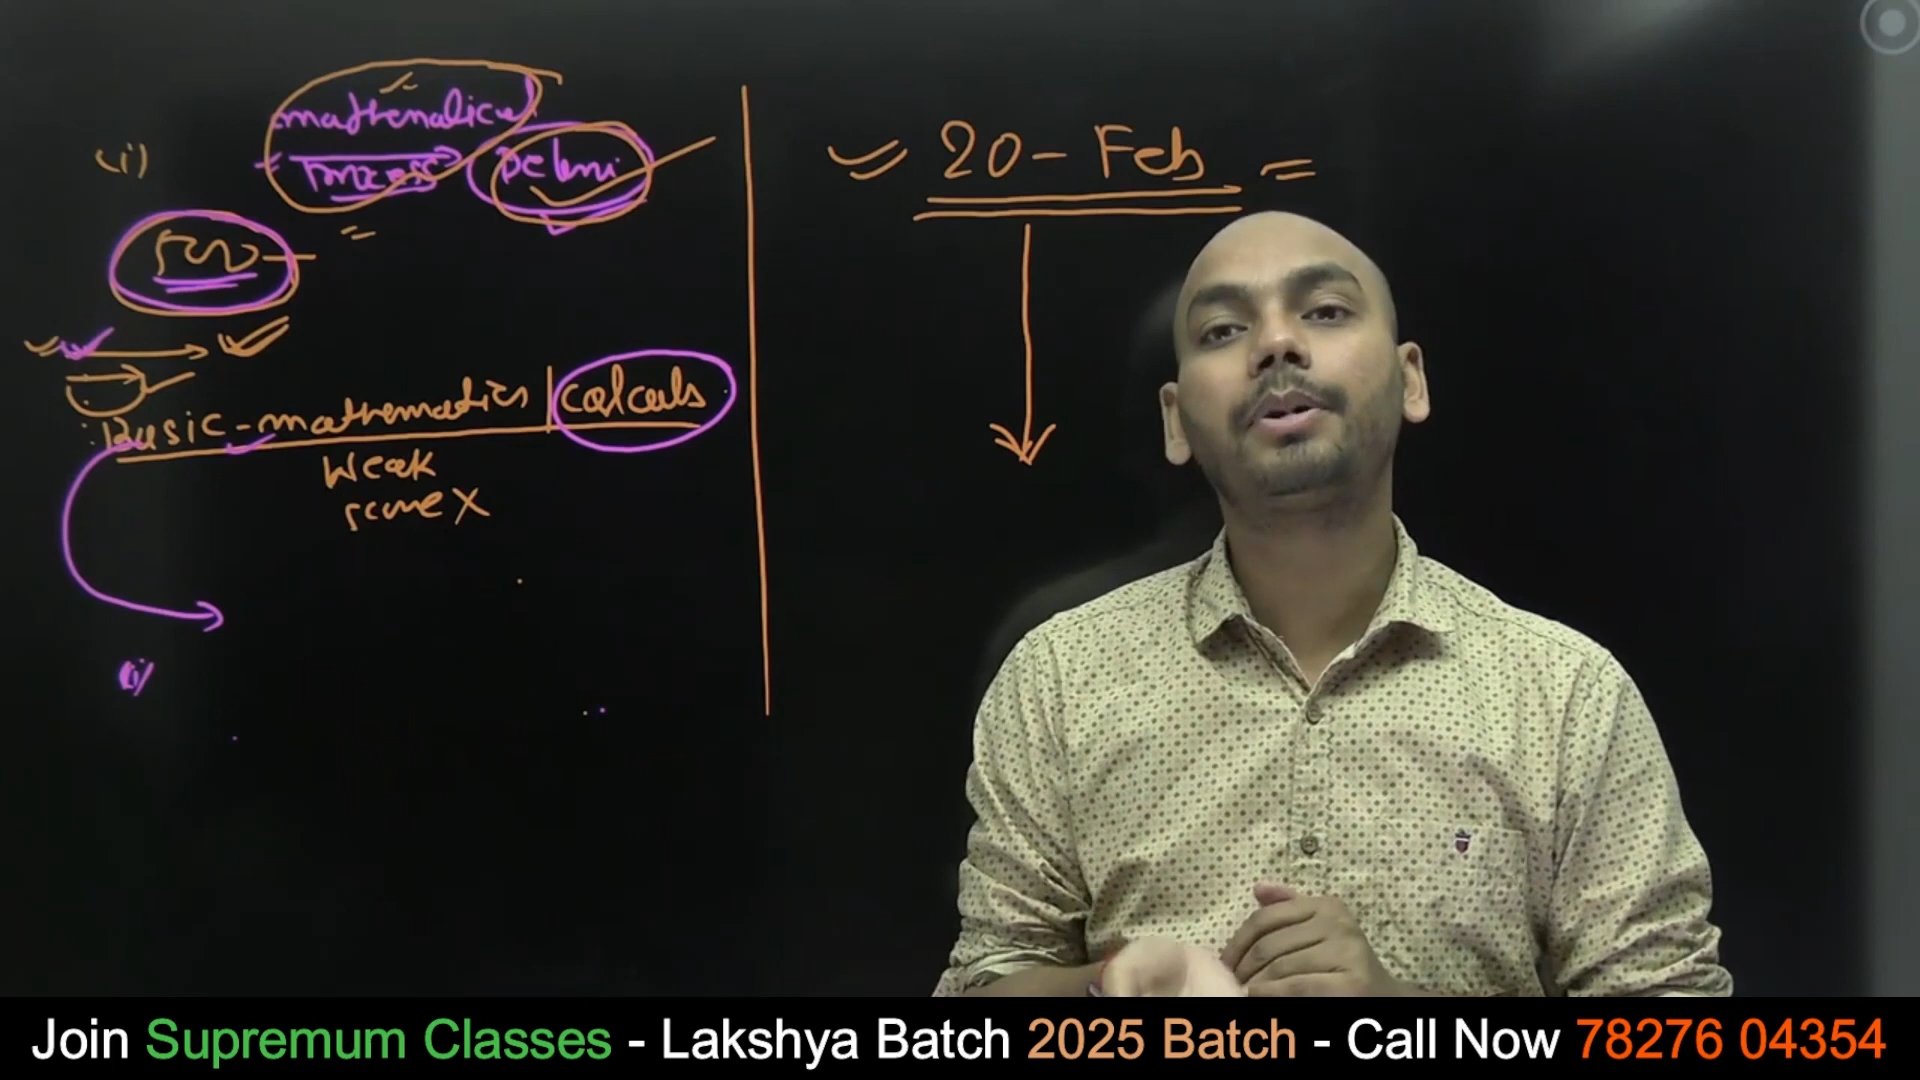 (i)
mathematical
process
20 - Feb =
Basic-mathematics | calculs
Weak
score X
(i)
Join Supremum Classes - Lakshya Batch 2025 Batch - Call Now 78276 04354